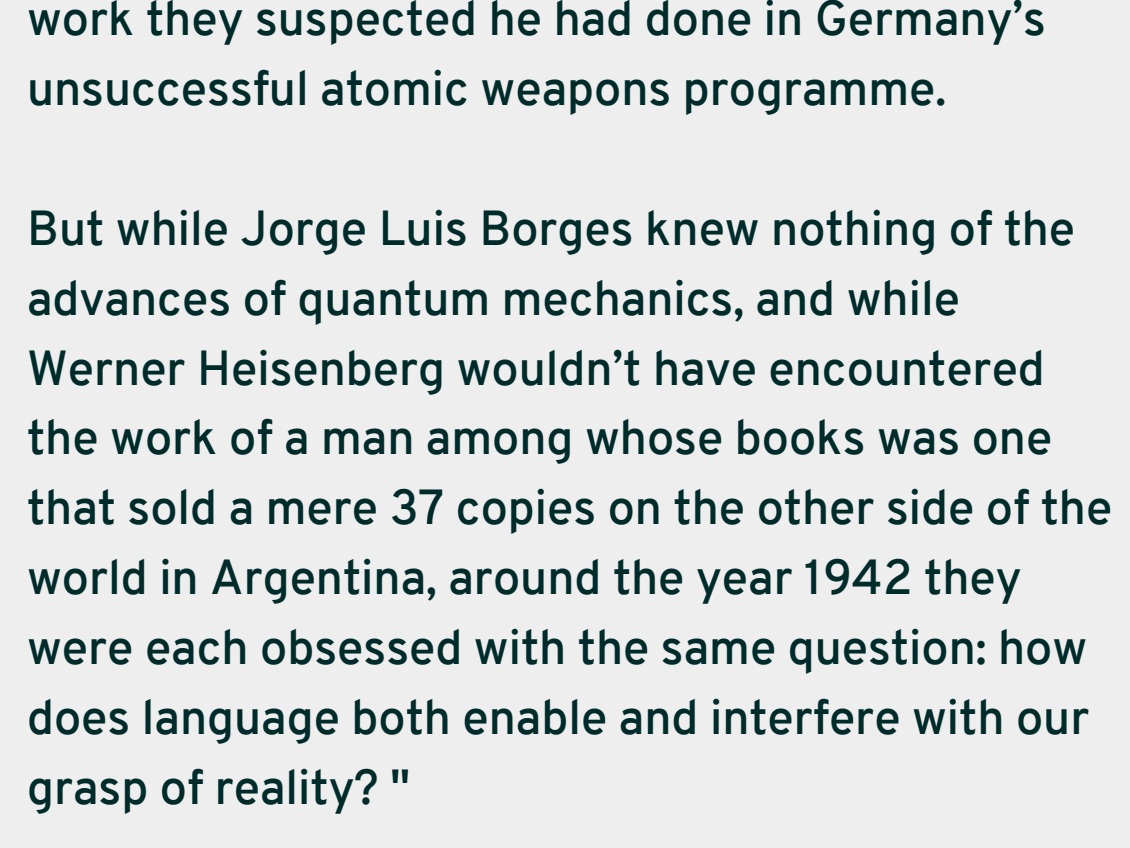 work they suspected he had done in Germany’s
unsuccessful atomic weapons programme.
But while Jorge Luis Borges knew nothing of the
advances of quantum mechanics, and while
Werner Heisenberg wouldn’t have encountered
the work of a man among whose books was one
that sold a mere 37 copies on the other side of the
world in Argentina, around the year 1942 they
were each obsessed with the same question: how
does language both enable and interfere with our
grasp of reality? "